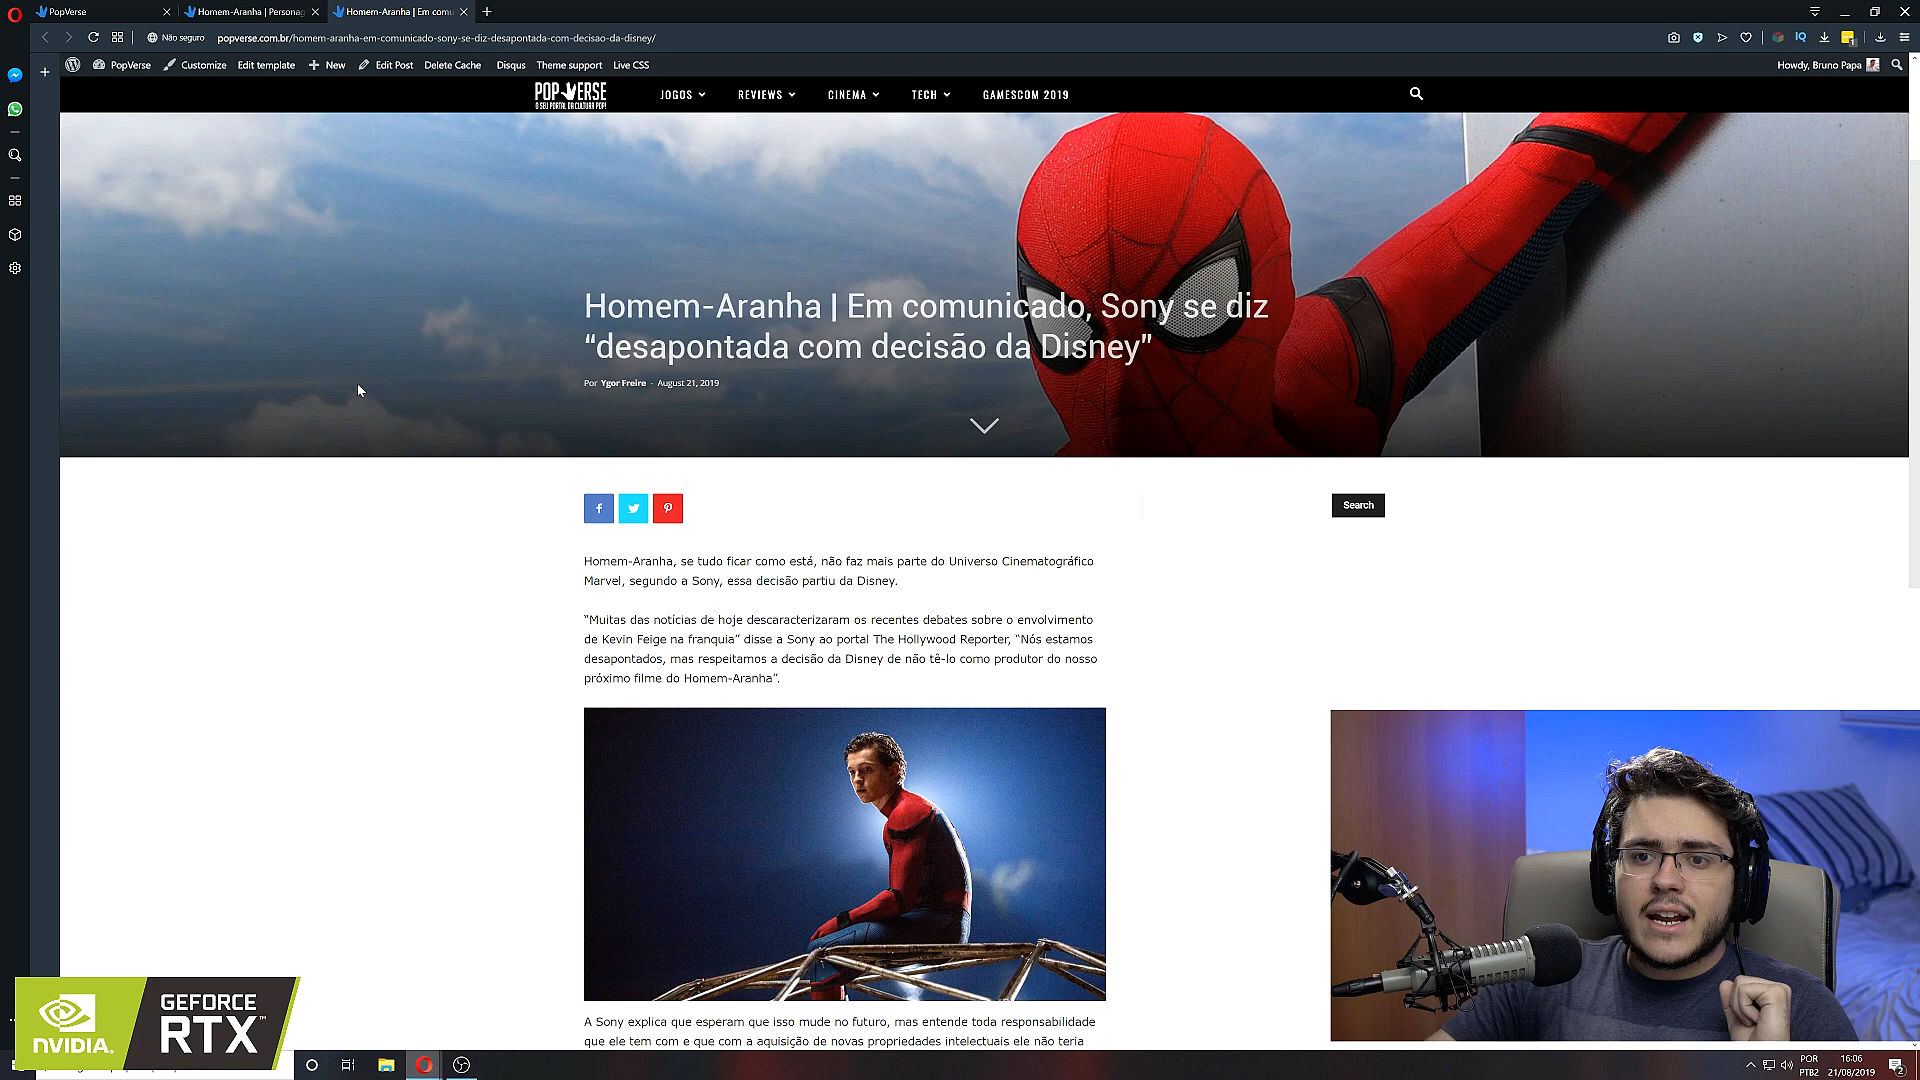 PopVerse
Homem-Aranha | Personag
Homem-Aranha | Em comu
Não seguro
popverse.com.br/homem-aranha-em-comunicado-sony-se-diz-desapontada-com-decisao-da-disney/
IQ
1
PopVerse
Customize
Edit template
New
Edit Post
Delete Cache
Disqus
Theme support
Live CSS
Howdy, Bruno Papa
POPVERSE
O SEU PORTAL DA CULTURA POP!
JOGOS
REVIEWS
CINEMA
TECH
GAMESCOM 2019
Homem-Aranha | Em comunicado, Sony se diz
“desapontada com decisão da Disney”
Por Ygor Freire - August 21, 2019
Search
Homem-Aranha, se tudo ficar como está, não faz mais parte do Universo Cinematográfico
Marvel, segundo a Sony, essa decisão partiu da Disney.
“Muitas das notícias de hoje descaracterizaram os recentes debates sobre o envolvimento
de Kevin Feige na franquia” disse a Sony ao portal The Hollywood Reporter, “Nós estamos
desapontados, mas respeitamos a decisão da Disney de não tê-lo como produtor do nosso
próximo filme do Homem-Aranha”.
A Sony explica que esperam que isso mude no futuro, mas entende toda responsabilidade
que ele tem com e que com a aquisição de novas propriedades intelectuais ele não teria
NVIDIA.
GEFORCE
RTX™
POR
PTB2
16:06
21/08/2019
2